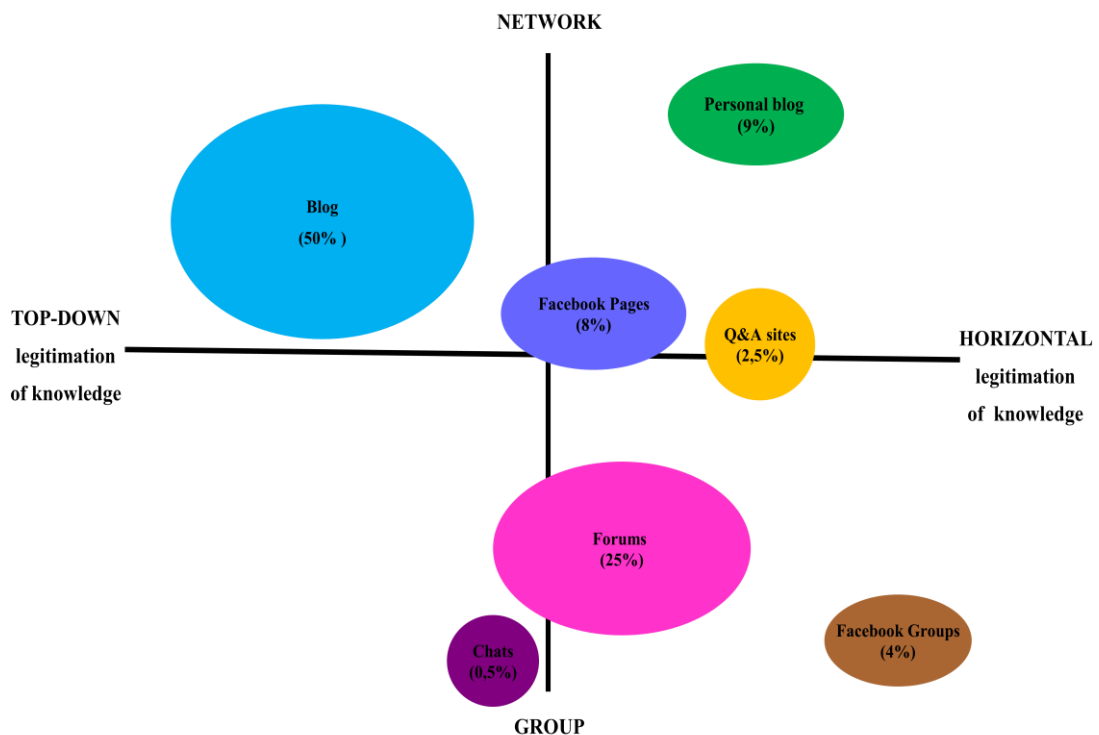 NETWORK
Personal blog
(9%)
Blog
(50% )
Facebook Pages
(8%)
Q&A sites
(2,5%)
TOP-DOWN
legitimation
of knowledge
HORIZONTAL
legitimation
of knowledge
Forums
(25%)
Facebook Groups
(4%)
Chats
(0,5%)
GROUP